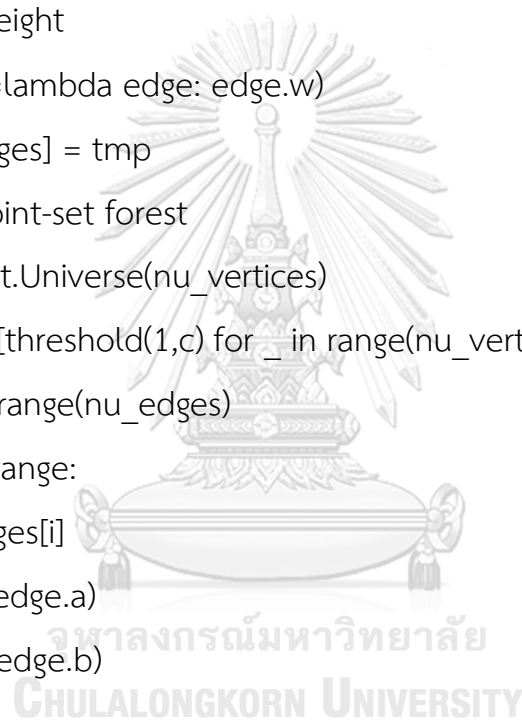 eight
=lambda edge: edge.w)
ges] = tmp
oint-set forest
t.Universe(nu_vertices)
[threshold(1,c) for _ in range(nu_vert
range(nu_edges)
ange:
ges[i]
edge.a)
จุฬาลงกรณ์มหาวิทยาลัย
edge.b)
CHULALONGKORN UNIVERSITY